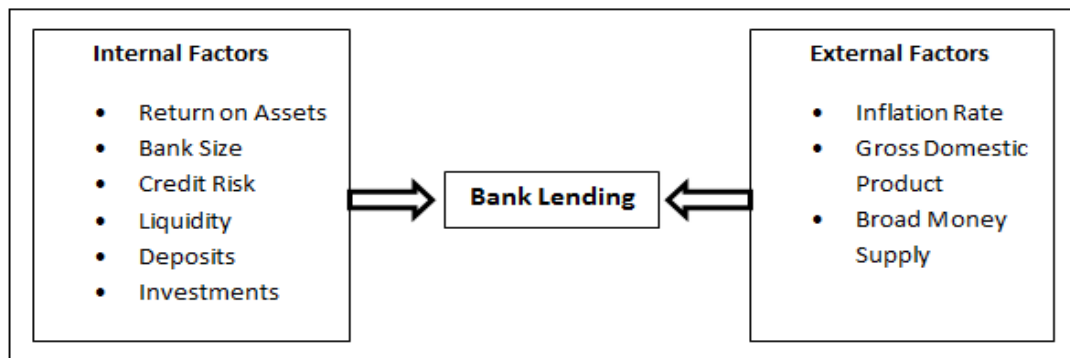 Internal Factors
• Return on Assets
• Bank Size
• Credit Risk
• Liquidity
• Deposits
• Investments
Bank Lending
External Factors
• Inflation Rate
• Gross Domestic
Product
• Broad Money
Supply